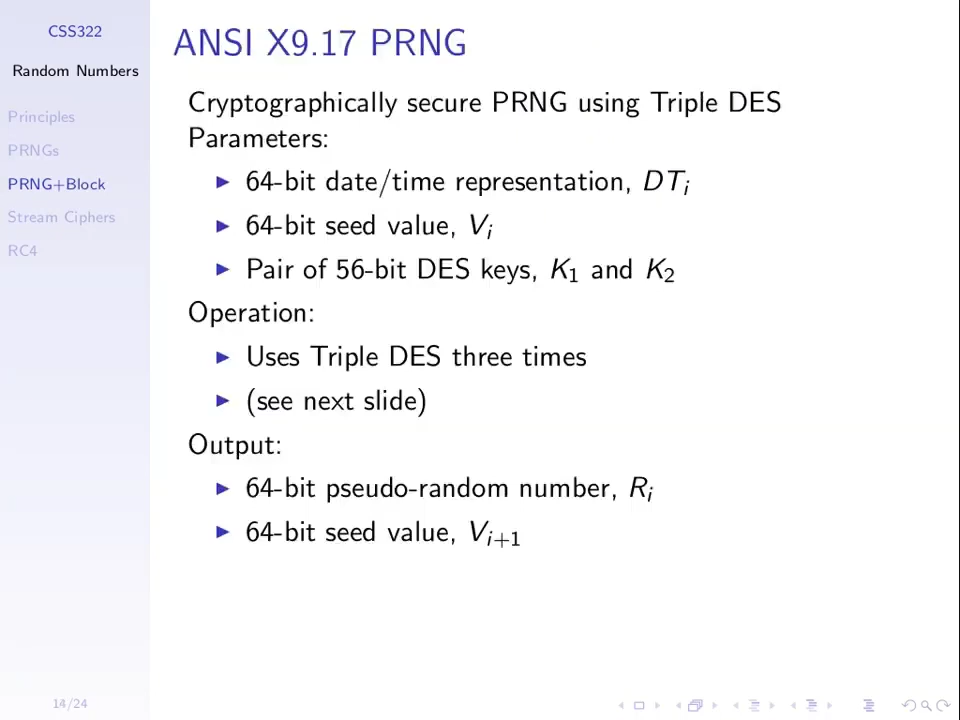 CSS322
Random Numbers
Principles
PRNGs
PRNG+Block
Stream Ciphers
RC4
14/24
ANSI X9.17 PRNG
Cryptographically secure PRNG using Triple DES
Parameters:
▶ 64-bit date/time representation, DTᵢ
▶ 64-bit seed value, Vᵢ
▶ Pair of 56-bit DES keys, K₁ and K₂
Operation:
▶ Uses Triple DES three times
▶ (see next slide)
Output:
▶ 64-bit pseudo-random number, Rᵢ
▶ 64-bit seed value, Vᵢ₊₁